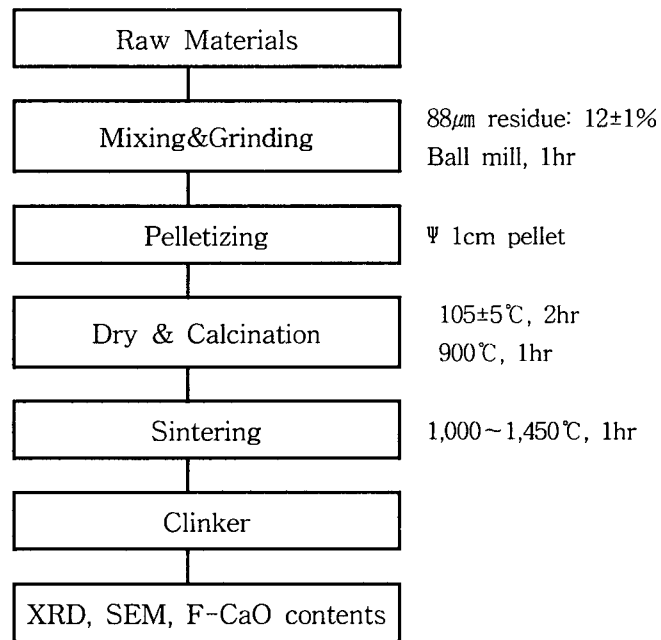 Raw Materials
Mixing&Grinding
88㎛ residue: 12±1%
Ball mill, 1hr
Pelletizing
Ψ 1cm pellet
Dry & Calcination
105±5℃, 2hr
900℃, 1hr
Sintering
1,000~1,450℃, 1hr
Clinker
XRD, SEM, F-CaO contents